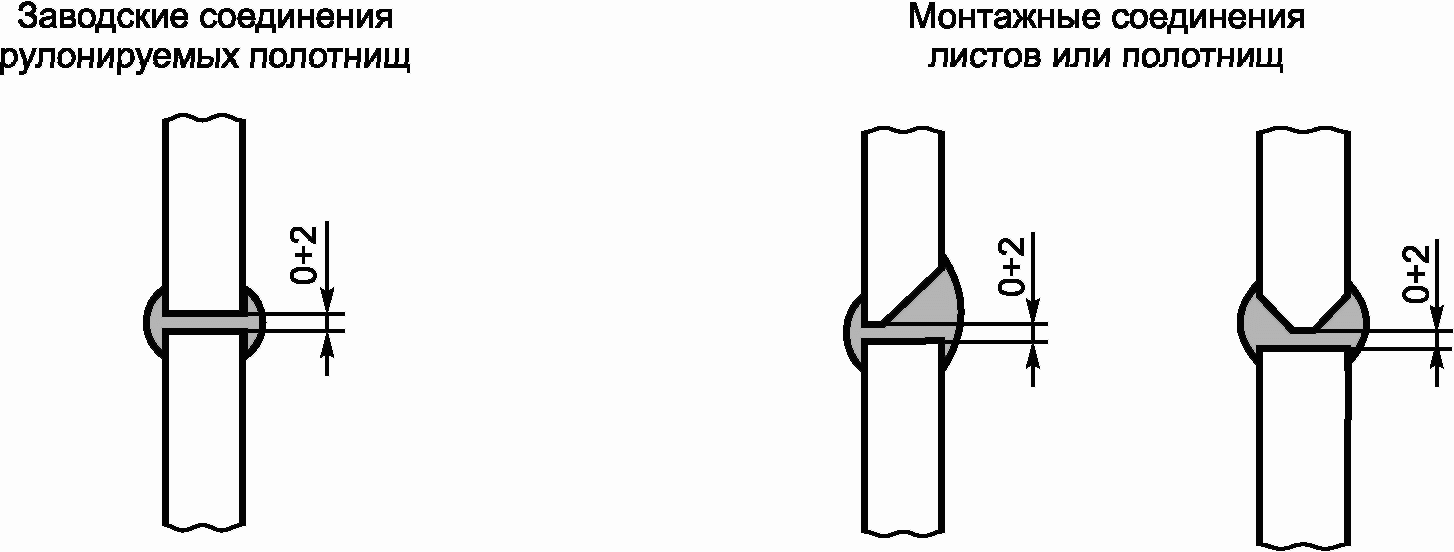 Заводские соединения
рулонируемых полотнищ
Монтажные соединения
листов или полотнищ
0+2
0+2
0+2